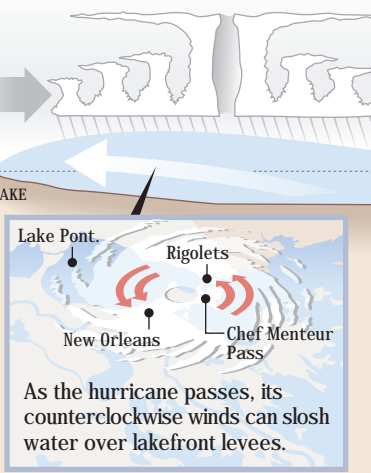 AKE
Lake Pont.
Rigolets
New Orleans
Chef Menteur
Pass
As the hurricane passes, its
counterclockwise winds can slosh
water over lakefront levees.